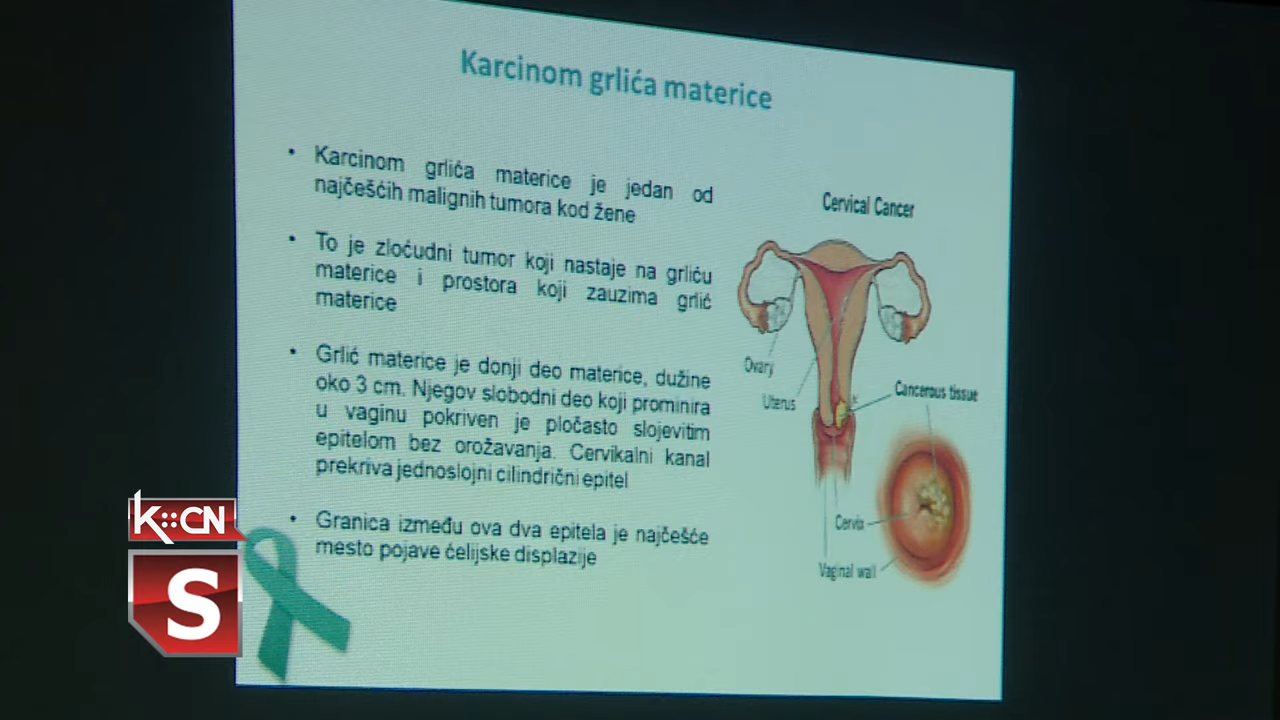 Karcinom grlića materice
• Karcinom grlića materice je jedan od
najčešćih malignih tumora kod žene
• To je zloćudni tumor koji nastaje na grliću
materice i prostora koji zauzima grlić
materice
• Grlić materice je donji deo materice, dužine
oko 3 cm. Njegov slobodni deo koji prominira
u vaginu pokriven je pločasto slojevitim
epitelom bez orožavanja. Cervikalni kanal
prekriva jednoslojni cilindrični epitel
• Granica između ova dva epitela je najčešće
mesto pojave ćelijske displazije
Cervical Cancer
Ovary
Uterus
Cancerous tissue
Cervix
Vaginal wall
K::CN
S